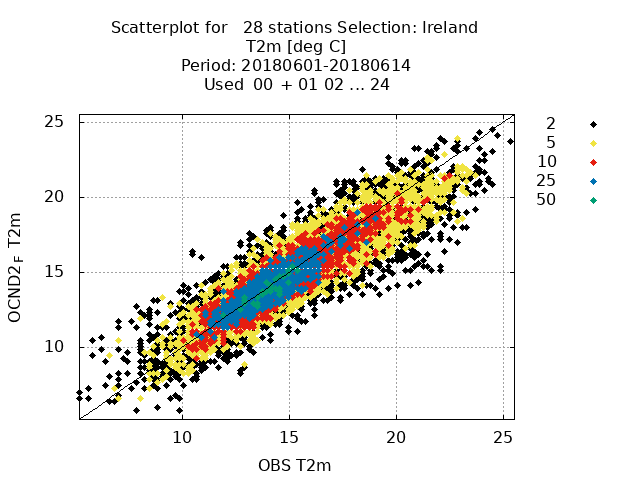 Scatterplot for   28 stations Selection: Ireland
T2m [deg C]
Period: 20180601-20180614
Used  00 + 01 02 ... 24
25
20
15
10
OCND2_F T2m
10 15 20 25
OBS T2m
2
5
10
25
50